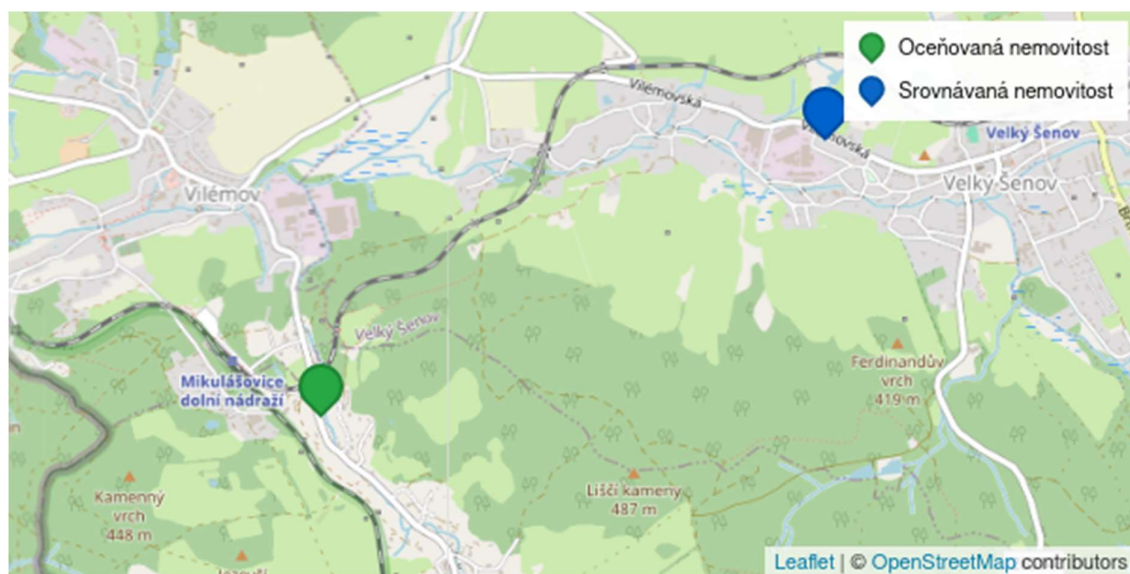 Oceňovaná nemovitost
Srovnávaná nemovitost
Vilémovská
Velký Šenov
Vilémov
Velký Šenov
Velký Šenov
Mikulášovice
dolní nádraží
Ferdinandův
vrch
419 m
Kamenný
vrch
448 m
Liščí kameny
487 m
Leaflet | © OpenStreetMap contributors